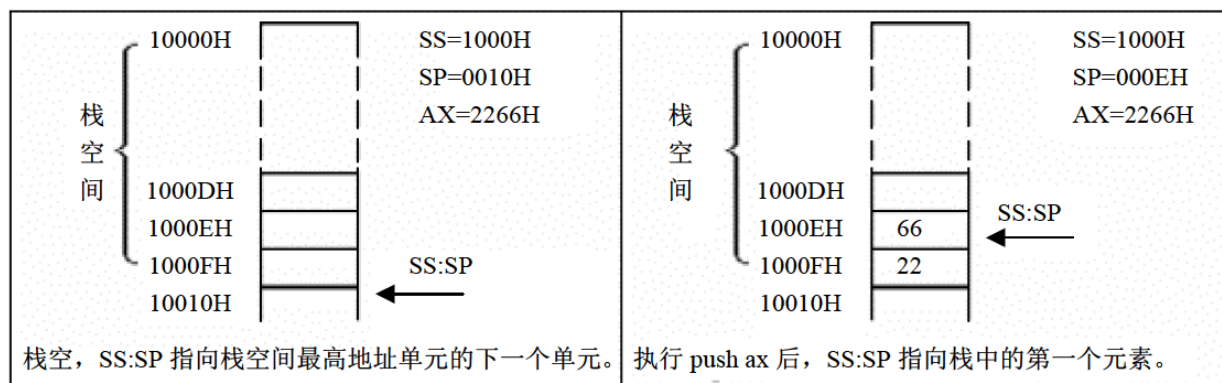 10000H
SS=1000H
SP=0010H
AX=2266H
栈
空
间
1000DH
1000EH
1000FH
SS:SP
10010H
栈空，SS:SP 指向栈空间最高地址单元的下一个单元。
10000H
SS=1000H
SP=000EH
AX=2266H
栈
空
间
1000DH
1000EH 66
SS:SP
1000FH 22
10010H
执行 push ax 后，SS:SP 指向栈中的第一个元素。